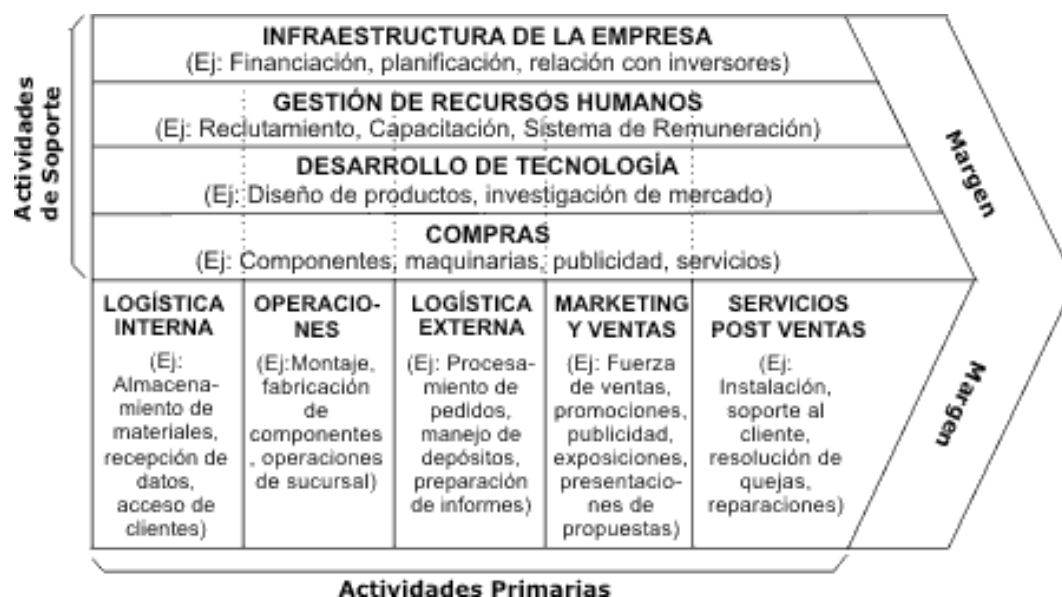 Actividades
de Soporte
INFRAESTRUCTURA DE LA EMPRESA
(Ej: Financiación, planificación, relación con inversores)
GESTIÓN DE RECURSOS HUMANOS
(Ej: Reclutamiento, Capacitación, Sistema de Remuneración)
DESARROLLO DE TECNOLOGÍA
(Ej: Diseño de productos, investigación de mercado)
COMPRAS
(Ej: Componentes, maquinarias, publicidad, servicios)
Margen
LOGÍSTICA
INTERNA
(Ej:
Almacena-
miento de
materiales,
recepción de
datos,
acceso de
clientes)
OPERACIO-
NES
(Ej:Montaje,
fabricación
de
componentes
, operaciones
de sucursal)
LOGÍSTICA
EXTERNA
(Ej: Procesa-
miento de
pedidos,
manejo de
depósitos,
preparación
de informes)
MARKETING
Y VENTAS
(Ej: Fuerza
de ventas,
promociones,
publicidad,
exposiciones,
presentacio-
nes de
propuestas)
SERVICIOS
POST VENTAS
(Ej:
Instalación,
soporte al
cliente,
resolución de
quejas,
reparaciones)
Margen
Actividades Primarias